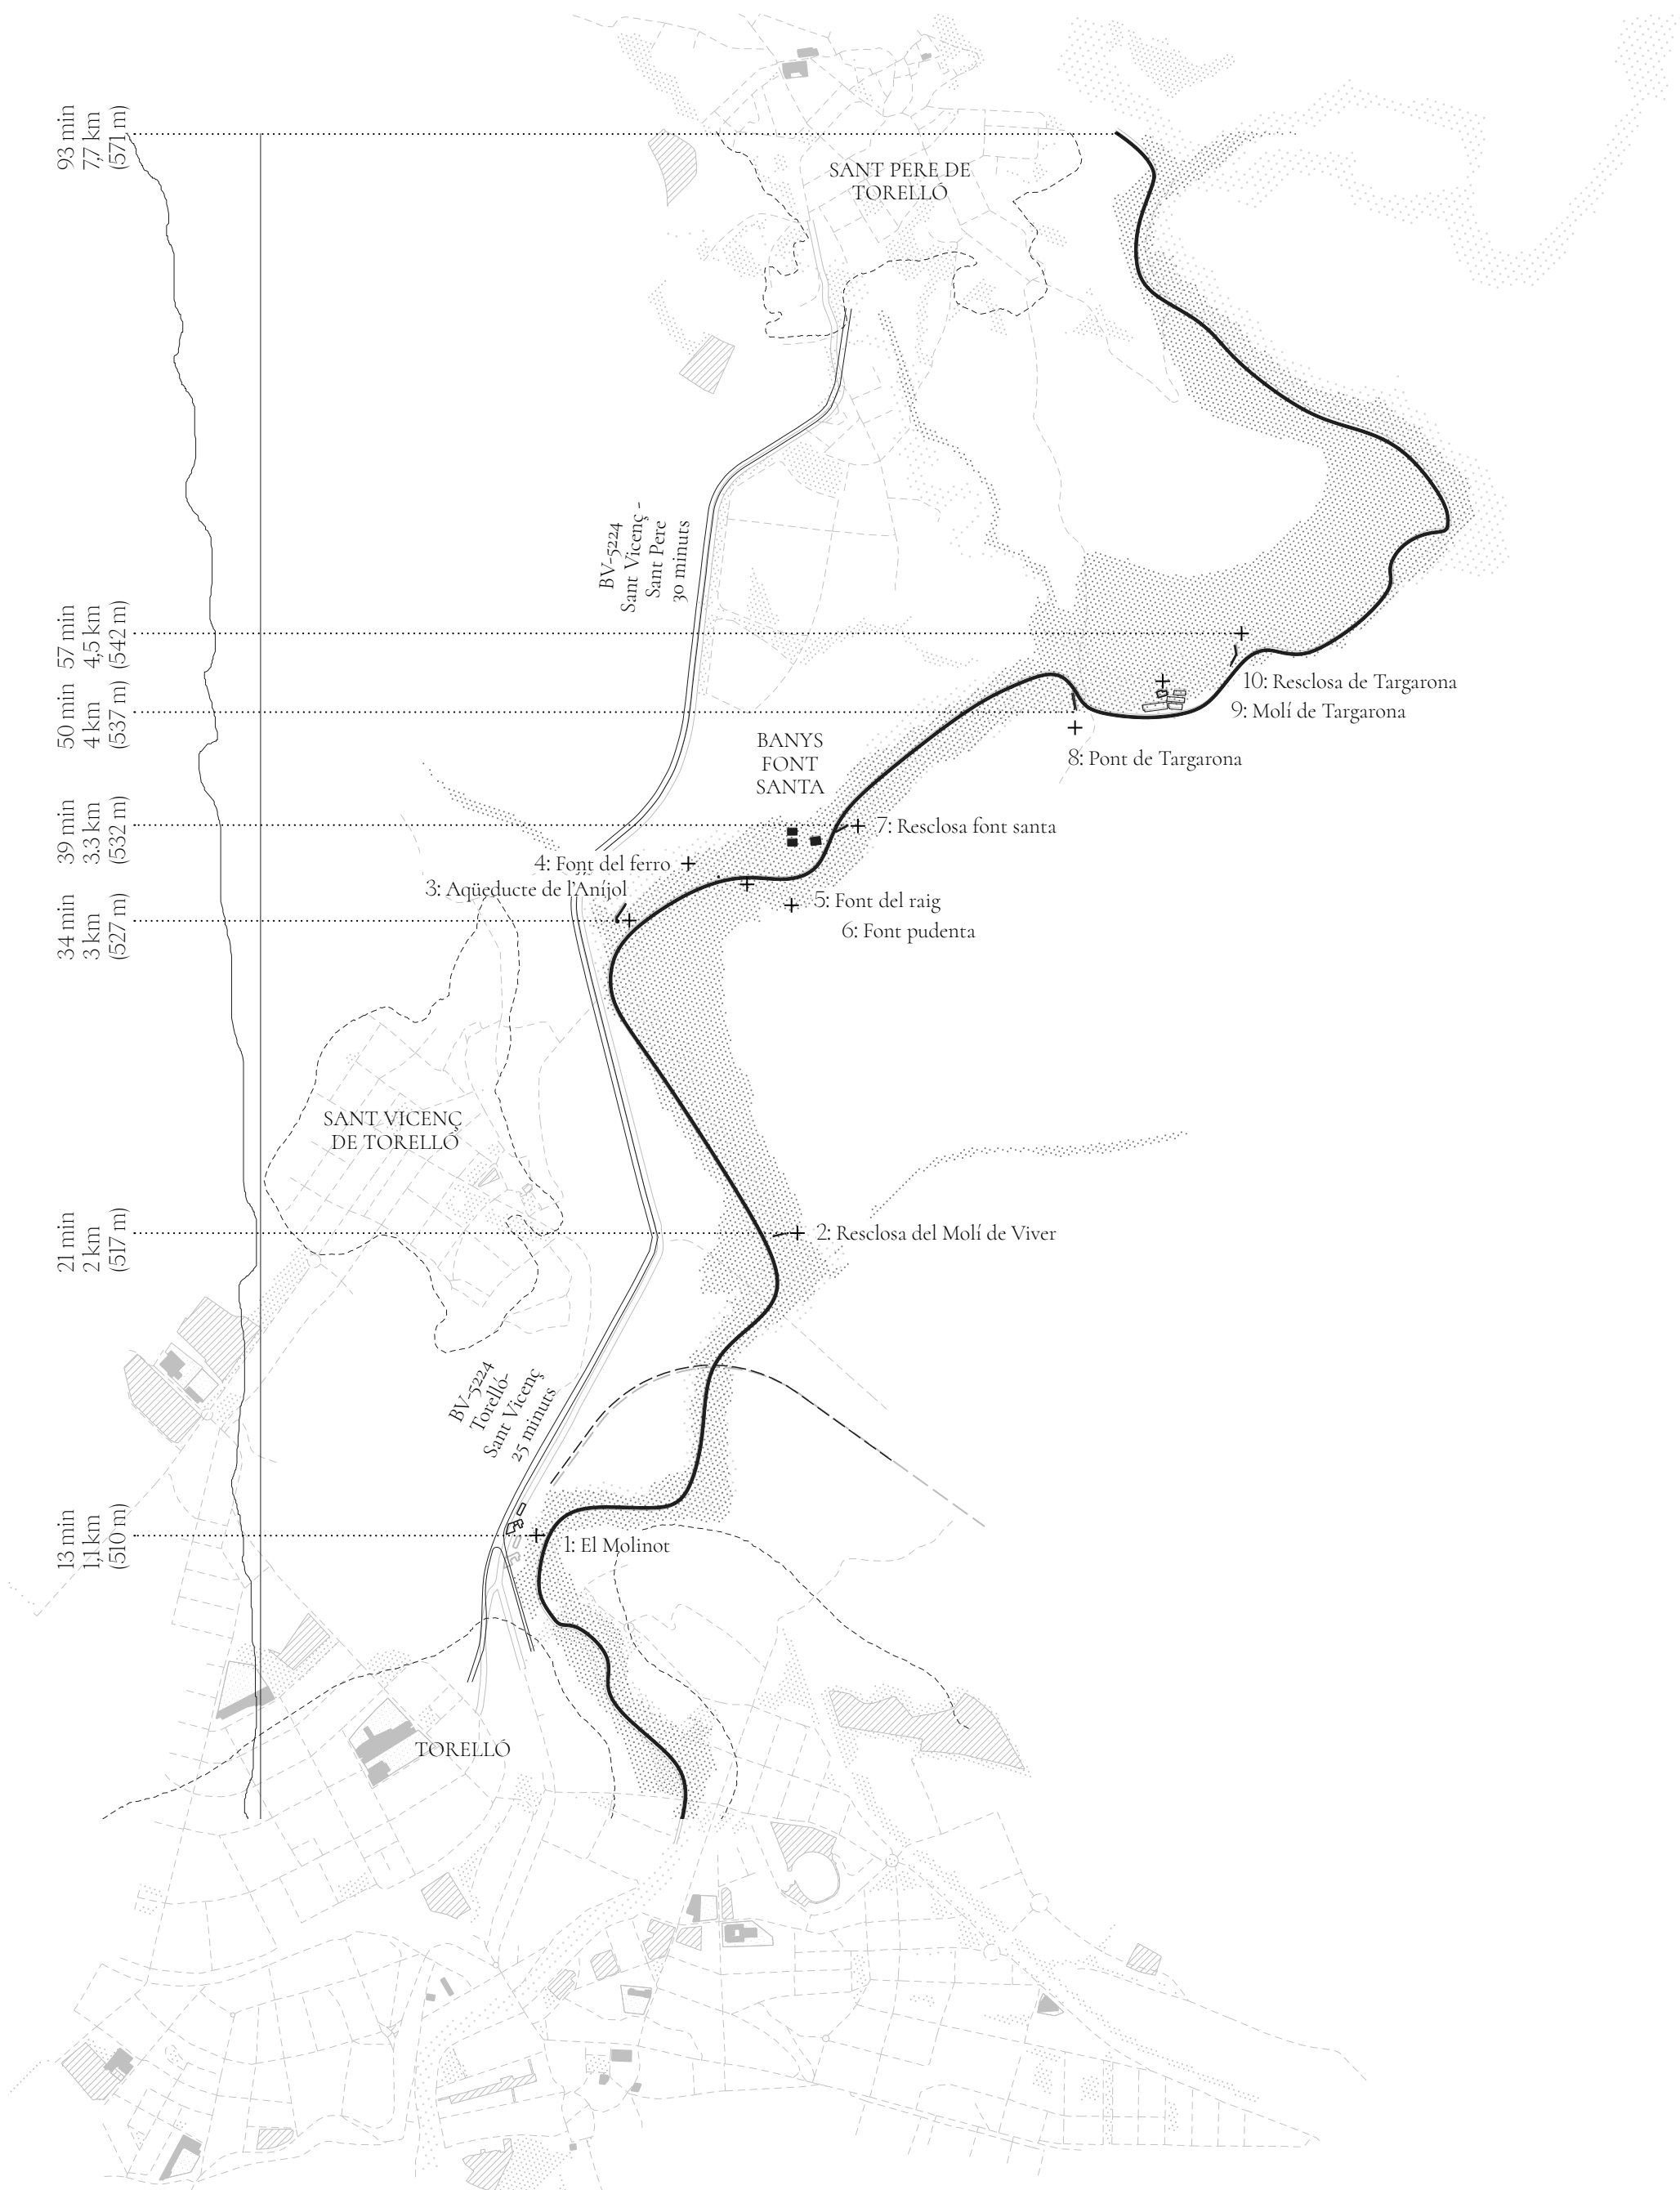 93 min
7,7 km
(571 m)
SANT PERE DE
TORELLÓ
BV-5224
Sant Vicenç -
Sant Pere
30 minuts
57 min
4,5 km
(542 m)
10: Resclosa de Targarona
9: Molí de Targarona
50 min
4 km
(537 m)
8: Pont de Targarona
BANYS
FONT
SANTA
39 min
3,3 km
(532 m)
7: Resclosa font santa
4: Font del ferro
3: Aqüeducte de l'Aníjol
5: Font del raig
6: Font pudenta
34 min
3 km
(527 m)
SANT VICENÇ
DE TORELLÓ
21 min
2 km
(517 m)
2: Resclosa del Molí de Viver
BV-5224
Torelló-
Sant Vicenç
25 minuts
13 min
1,1 km
(510 m)
1: El Molinot
TORELLÓ